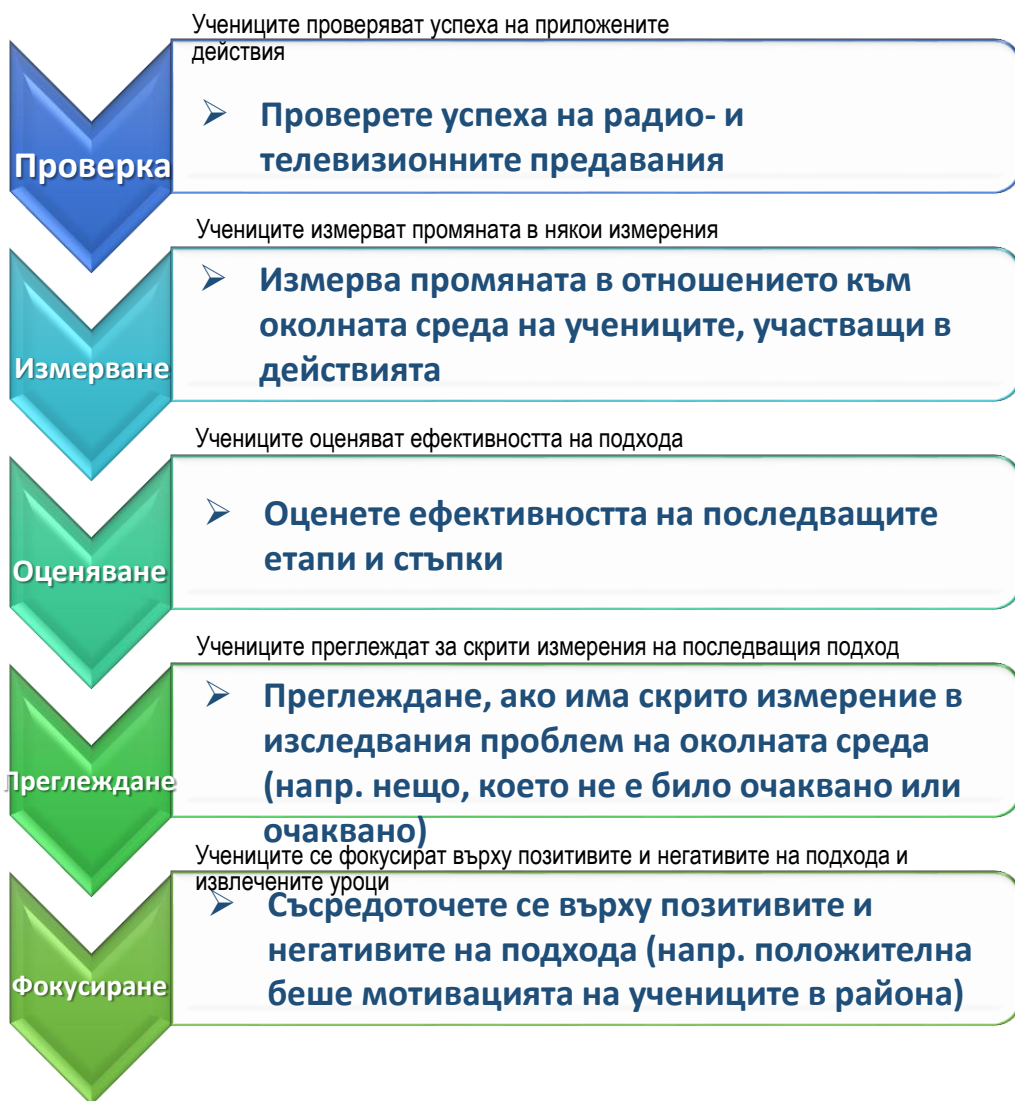 Учениците проверяват успеха на приложените
действия
Проверка
➢ Проверете успеха на радио- и
телевизионните предавания
Учениците измерват промяната в някои измерения
Измерване
➢ Измерва промяната в отношението към
околната среда на учениците, участващи в
действията
Учениците оценяват ефективността на подхода
Оценяване
➢ Оценете ефективността на последващите
етапи и стъпки
Учениците преглеждат за скрити измерения на последващия подход
Преглеждане
➢ Преглеждане, ако има скрито измерение в
изследвания проблем на околната среда
(напр. нещо, което не е било очаквано или
очаквано)
Учениците се фокусират върху позитивите и негативите на подхода и
извлечените уроци
Фокусиране
➢ Съсредоточете се върху позитивите и
негативите на подхода (напр. положителна
беше мотивацията на учениците в района)